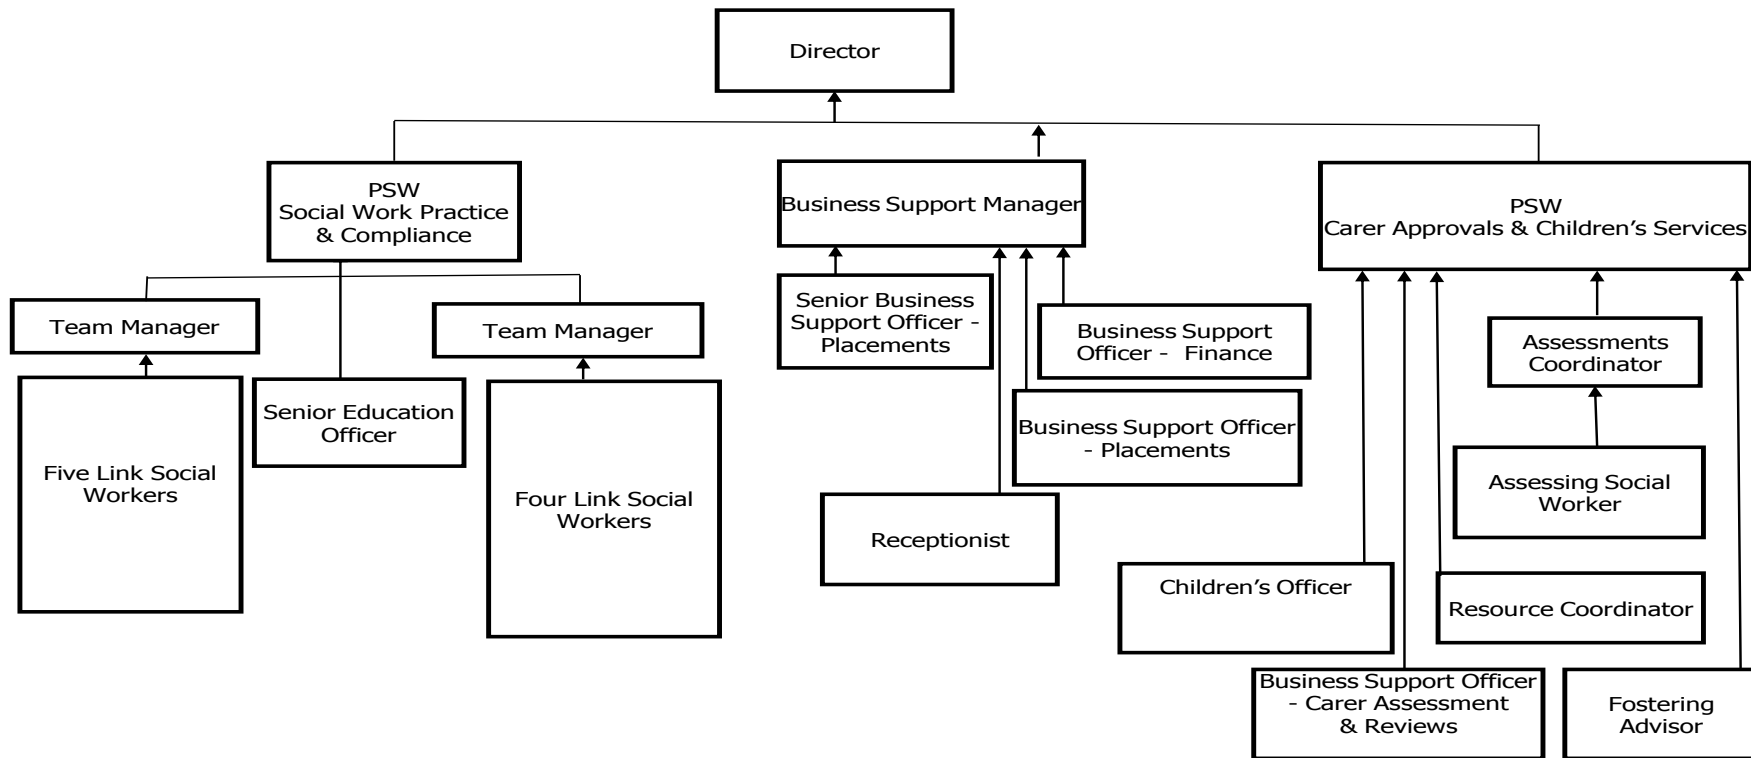 Director
PSW
Social Work Practice
& Compliance
Business Support Manager
PSW
Carer Approvals & Children’s Services
Team Manager
Team Manager
Senior Business
Support Officer -
Placements
Business Support
Officer -  Finance
Assessments
Coordinator
Five Link Social
Workers
Senior Education
Officer
Four Link Social
Workers
Business Support Officer
- Placements
Receptionist
Assessing Social
Worker
Children’s Officer
Resource Coordinator
Business Support Officer
- Carer Assessment
& Reviews
Fostering
Advisor